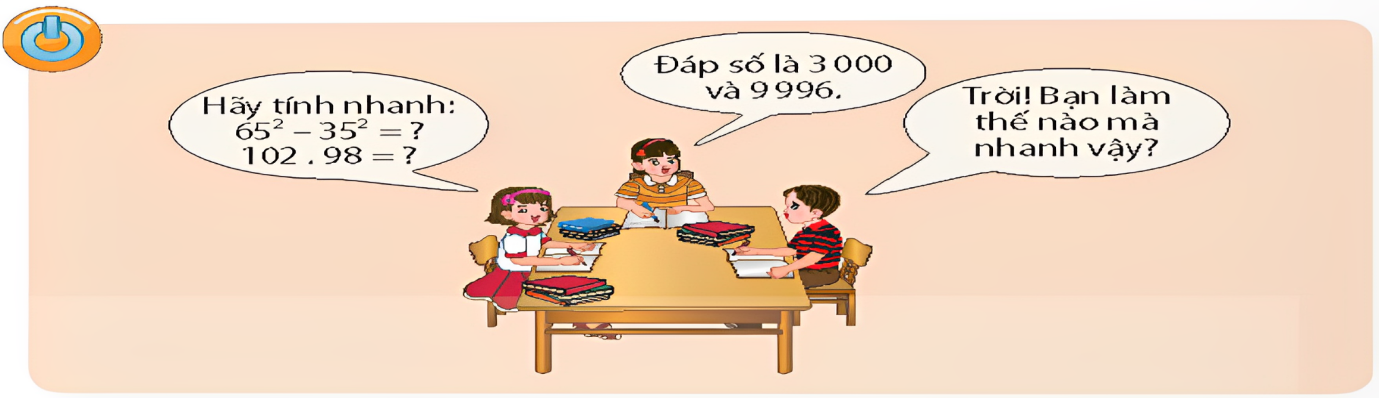 Hãy tính nhanh:
65² – 35² = ?
102 . 98 = ?
Đáp số là 3 000
và 9 996.
Trời! Bạn làm
thế nào mà
nhanh vậy?